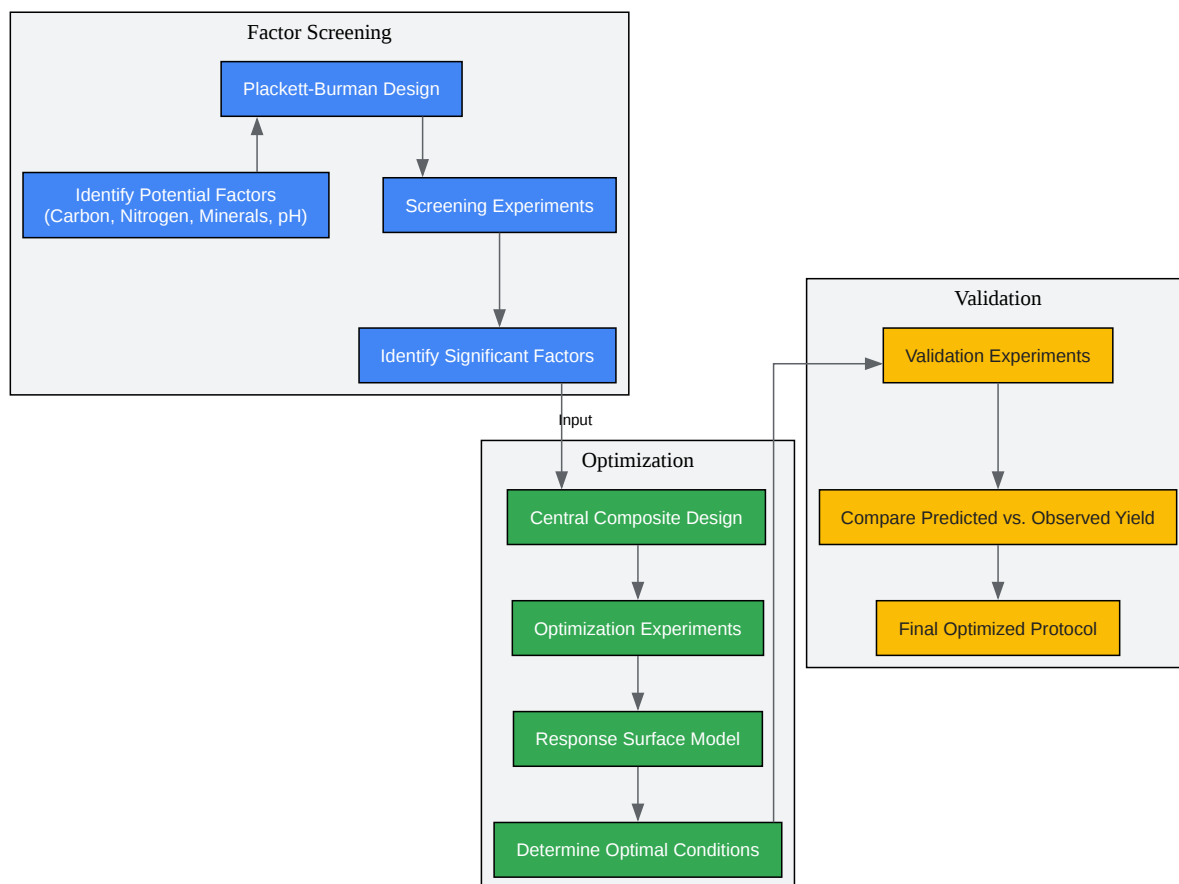 Factor Screening
Plackett-Burman Design
Identify Potential Factors
(Carbon, Nitrogen, Minerals, pH)
Screening Experiments
Identify Significant Factors
Input
Optimization
Central Composite Design
Optimization Experiments
Response Surface Model
Determine Optimal Conditions
Validation
Validation Experiments
Compare Predicted vs. Observed Yield
Final Optimized Protocol